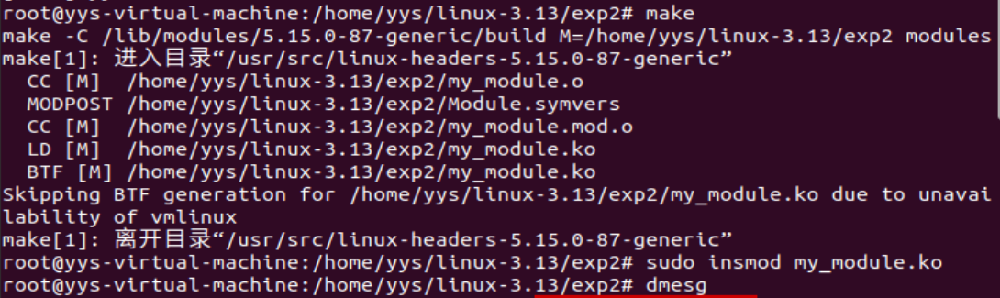 root@yys-virtual-machine:/home/yys/linux-3.13/exp2# make
make -C /lib/modules/5.15.0-87-generic/build M=/home/yys/linux-3.13/exp2 modules
make[1]: 进入目录“/usr/src/linux-headers-5.15.0-87-generic”
  CC [M]  /home/yys/linux-3.13/exp2/my_module.o
  MODPOST /home/yys/linux-3.13/exp2/Module.symvers
  CC [M]  /home/yys/linux-3.13/exp2/my_module.mod.o
  LD [M]  /home/yys/linux-3.13/exp2/my_module.ko
  BTF [M] /home/yys/linux-3.13/exp2/my_module.ko
Skipping BTF generation for /home/yys/linux-3.13/exp2/my_module.ko due to unavai
lability of vmlinux
make[1]: 离开目录“/usr/src/linux-headers-5.15.0-87-generic”
root@yys-virtual-machine:/home/yys/linux-3.13/exp2# sudo insmod my_module.ko
root@yys-virtual-machine:/home/yys/linux-3.13/exp2# dmesg